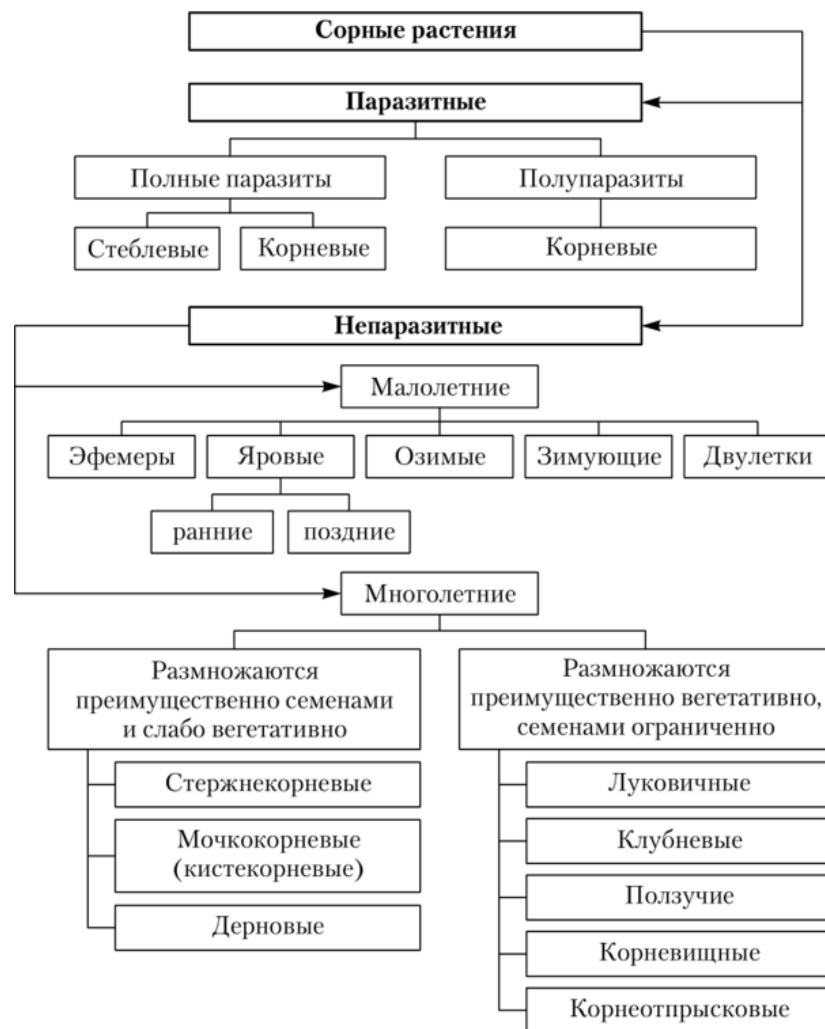 Сорные растения
Паразитные
Полные паразиты
Полупаразиты
Стеблевые
Корневые
Корневые
Непаразитные
Малолетние
Эфемеры
Яровые
Озимые
Зимующие
Двулетки
ранние
поздние
Многолетние
Размножаются
преимущественно семенами
и слабо вегетативно
Стержнекорневые
Мочкокорневые
(кистекорневые)
Дерновые
Размножаются
преимущественно вегетативно,
семенами ограниченно
Луковичные
Клубневые
Ползучие
Корневищные
Корнеотпрысковые